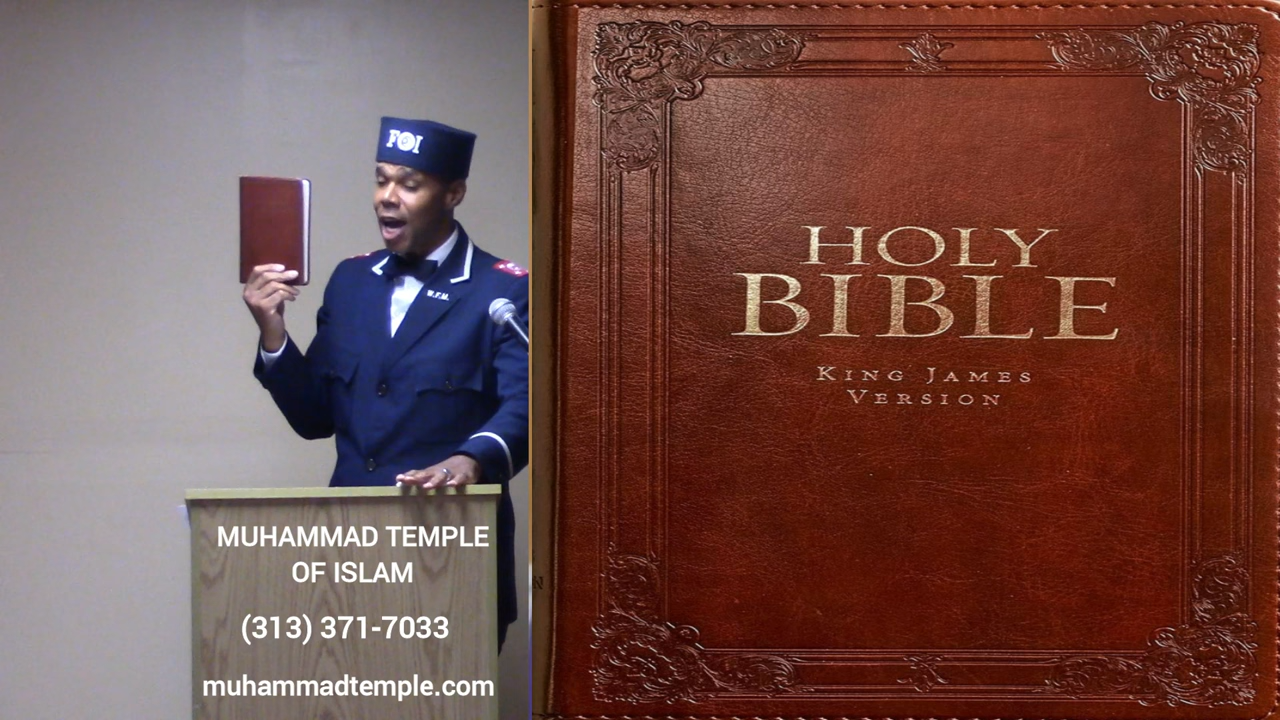 FOI
W.F.M.
MUHAMMAD TEMPLE
OF ISLAM
(313) 371-7033
muhammadtemple.com
HOLY
BIBLE
KING JAMES
VERSION